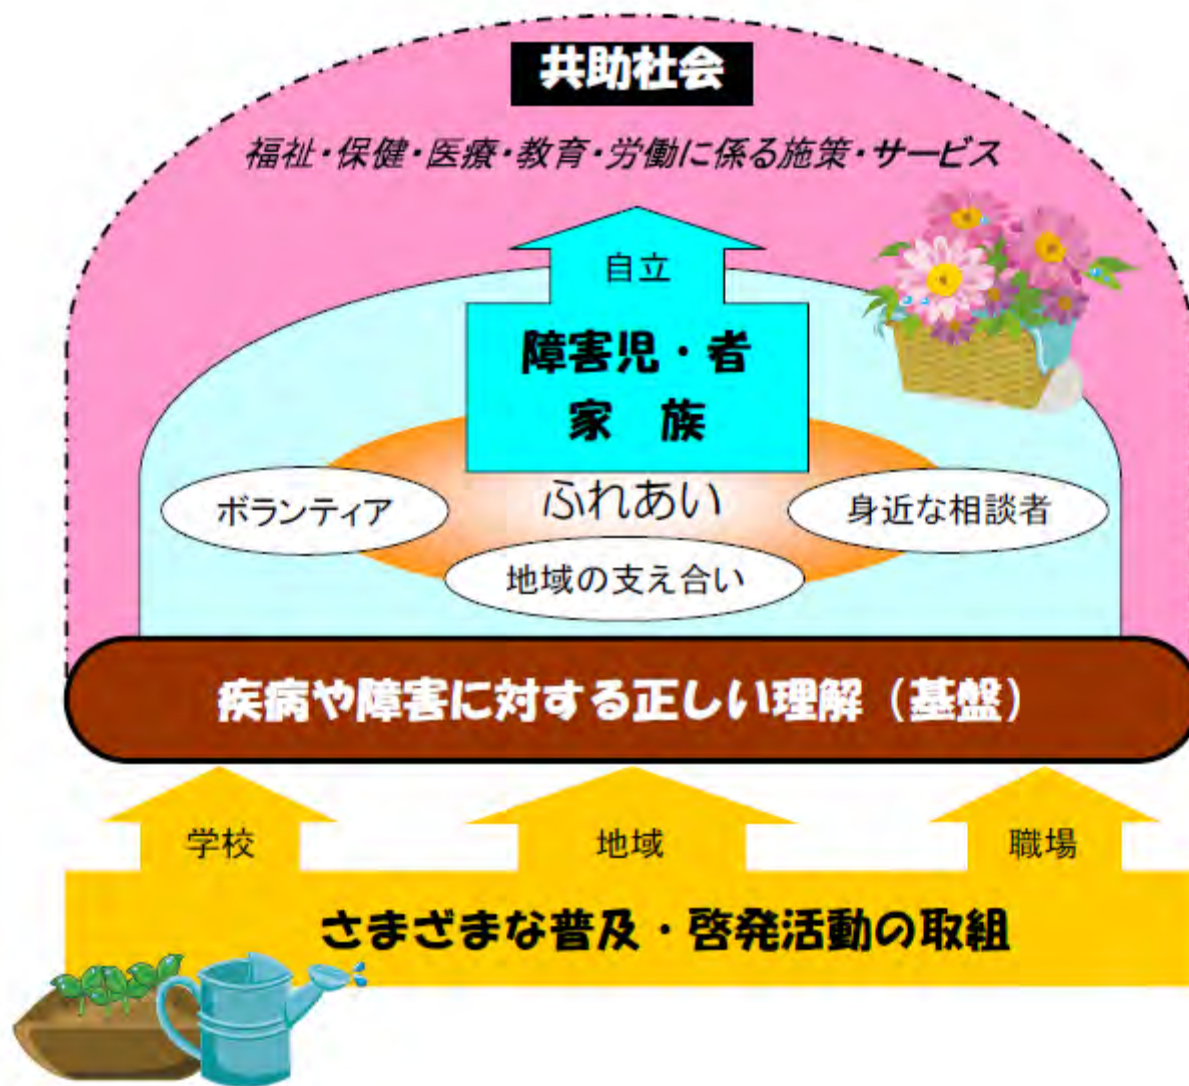 共助社会
福祉・保健・医療・教育・労働に係る施策・サービス
自立
障害児・者
家　族
ボランティア
ふれあい
身近な相談者
地域の支え合い
疾病や障害に対する正しい理解（基盤）
学校
地域
職場
さまざまな普及・啓発活動の取組